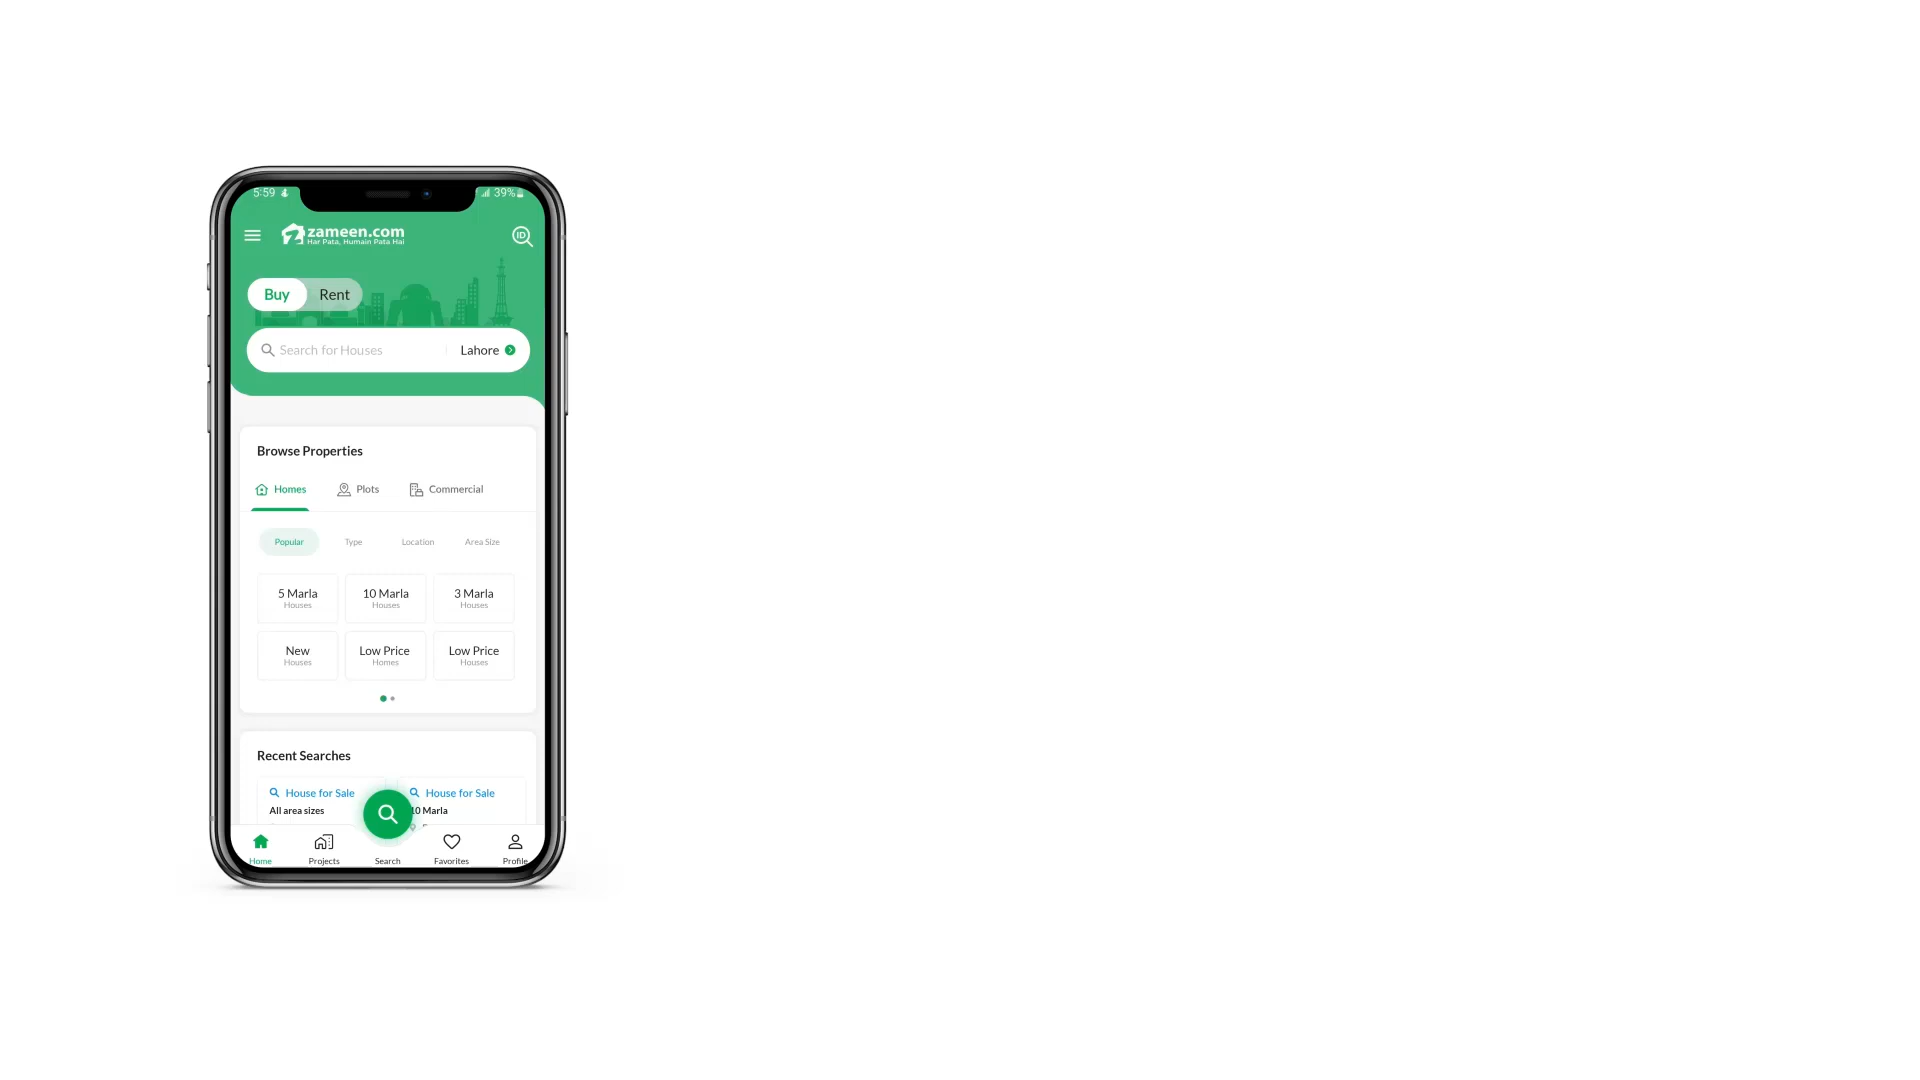 5:59
39%
zameen.com
Har Pata, Humain Pata Hai
ID
Buy Rent
Search for Houses Lahore
Browse Properties
Homes Plots Commercial
Popular Type Location Area Size
5 Marla 10 Marla 3 Marla
Houses Houses Houses
New Low Price Low Price
Houses Homes Houses
Recent Searches
House for Sale House for Sale
All area sizes 10 Marla
Home Projects Search Favorites Profile